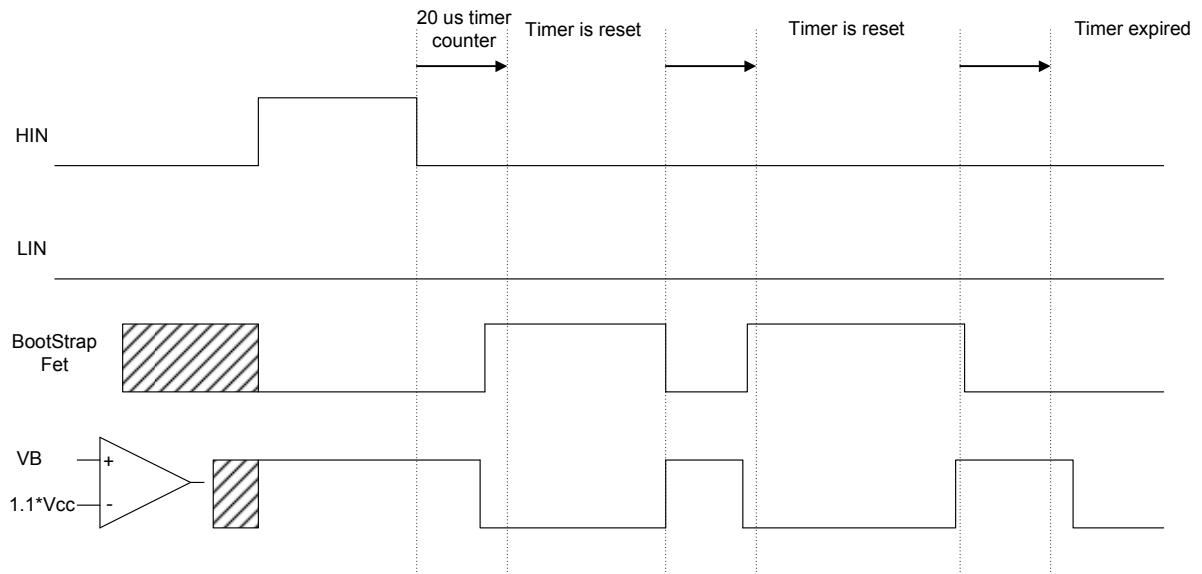 20 us timer
counter
Timer is reset
Timer is reset
Timer expired
HIN
LIN
BootStrap
Fet
VB
+
1.1*Vcc
-